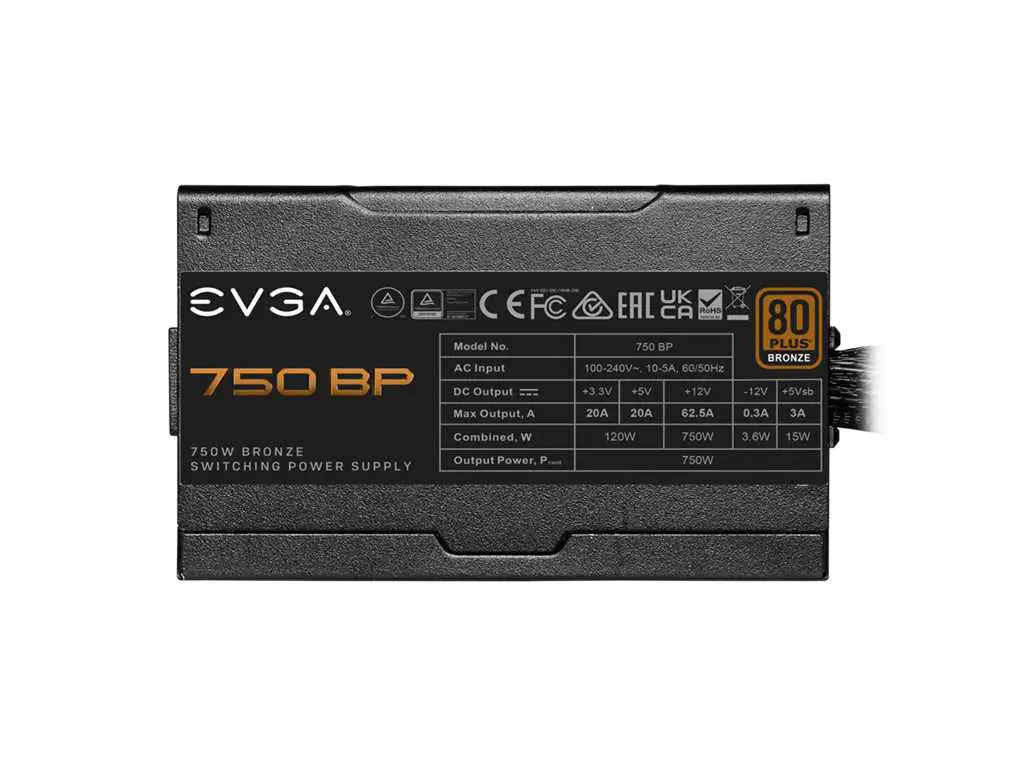 EVGA®
CE FC EAC UK CA RoHS
80 PLUS® BRONZE
750 BP
750W BRONZE
SWITCHING POWER SUPPLY
Model No. 750 BP
AC Input 100-240V~, 10-5A, 60/50Hz
DC Output +3.3V +5V +12V -12V +5Vsb
Max Output, A 20A 20A 62.5A 0.3A 3A
Combined, W 120W 750W 3.6W 15W
Output Power, P 750W